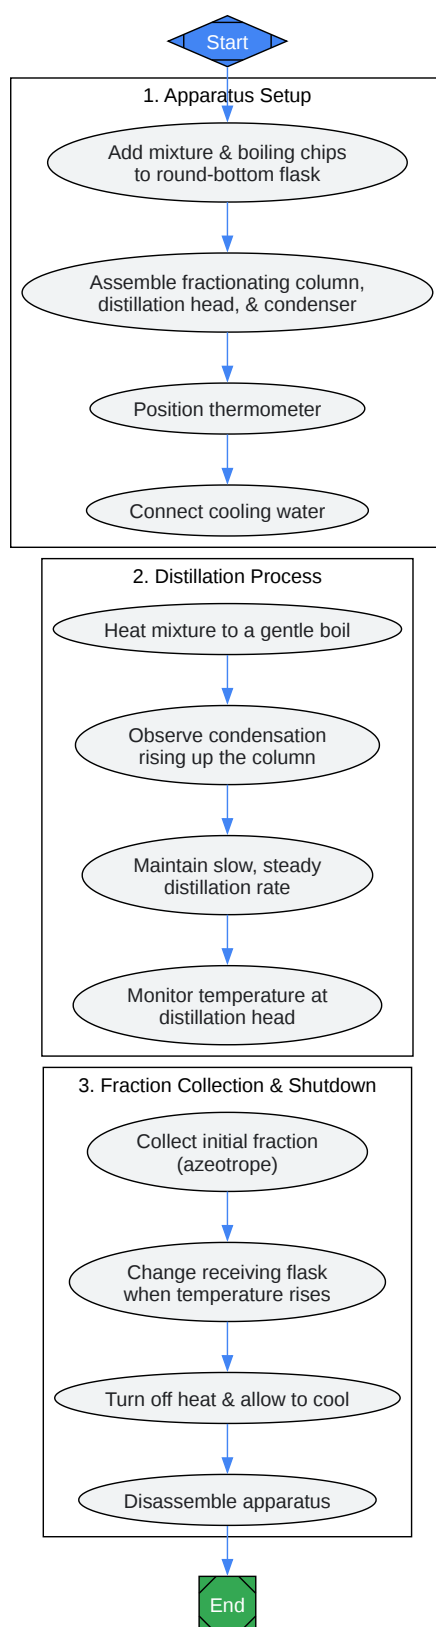 Start
1. Apparatus Setup
Add mixture & boiling chips
to round-bottom flask
Assemble fractionating column,
distillation head, & condenser
Position thermometer
Connect cooling water
2. Distillation Process
Heat mixture to a gentle boil
Observe condensation
rising up the column
Maintain slow, steady
distillation rate
Monitor temperature at
distillation head
3. Fraction Collection & Shutdown
Collect initial fraction
(azeotrope)
Change receiving flask
when temperature rises
Turn off heat & allow to cool
Disassemble apparatus
End